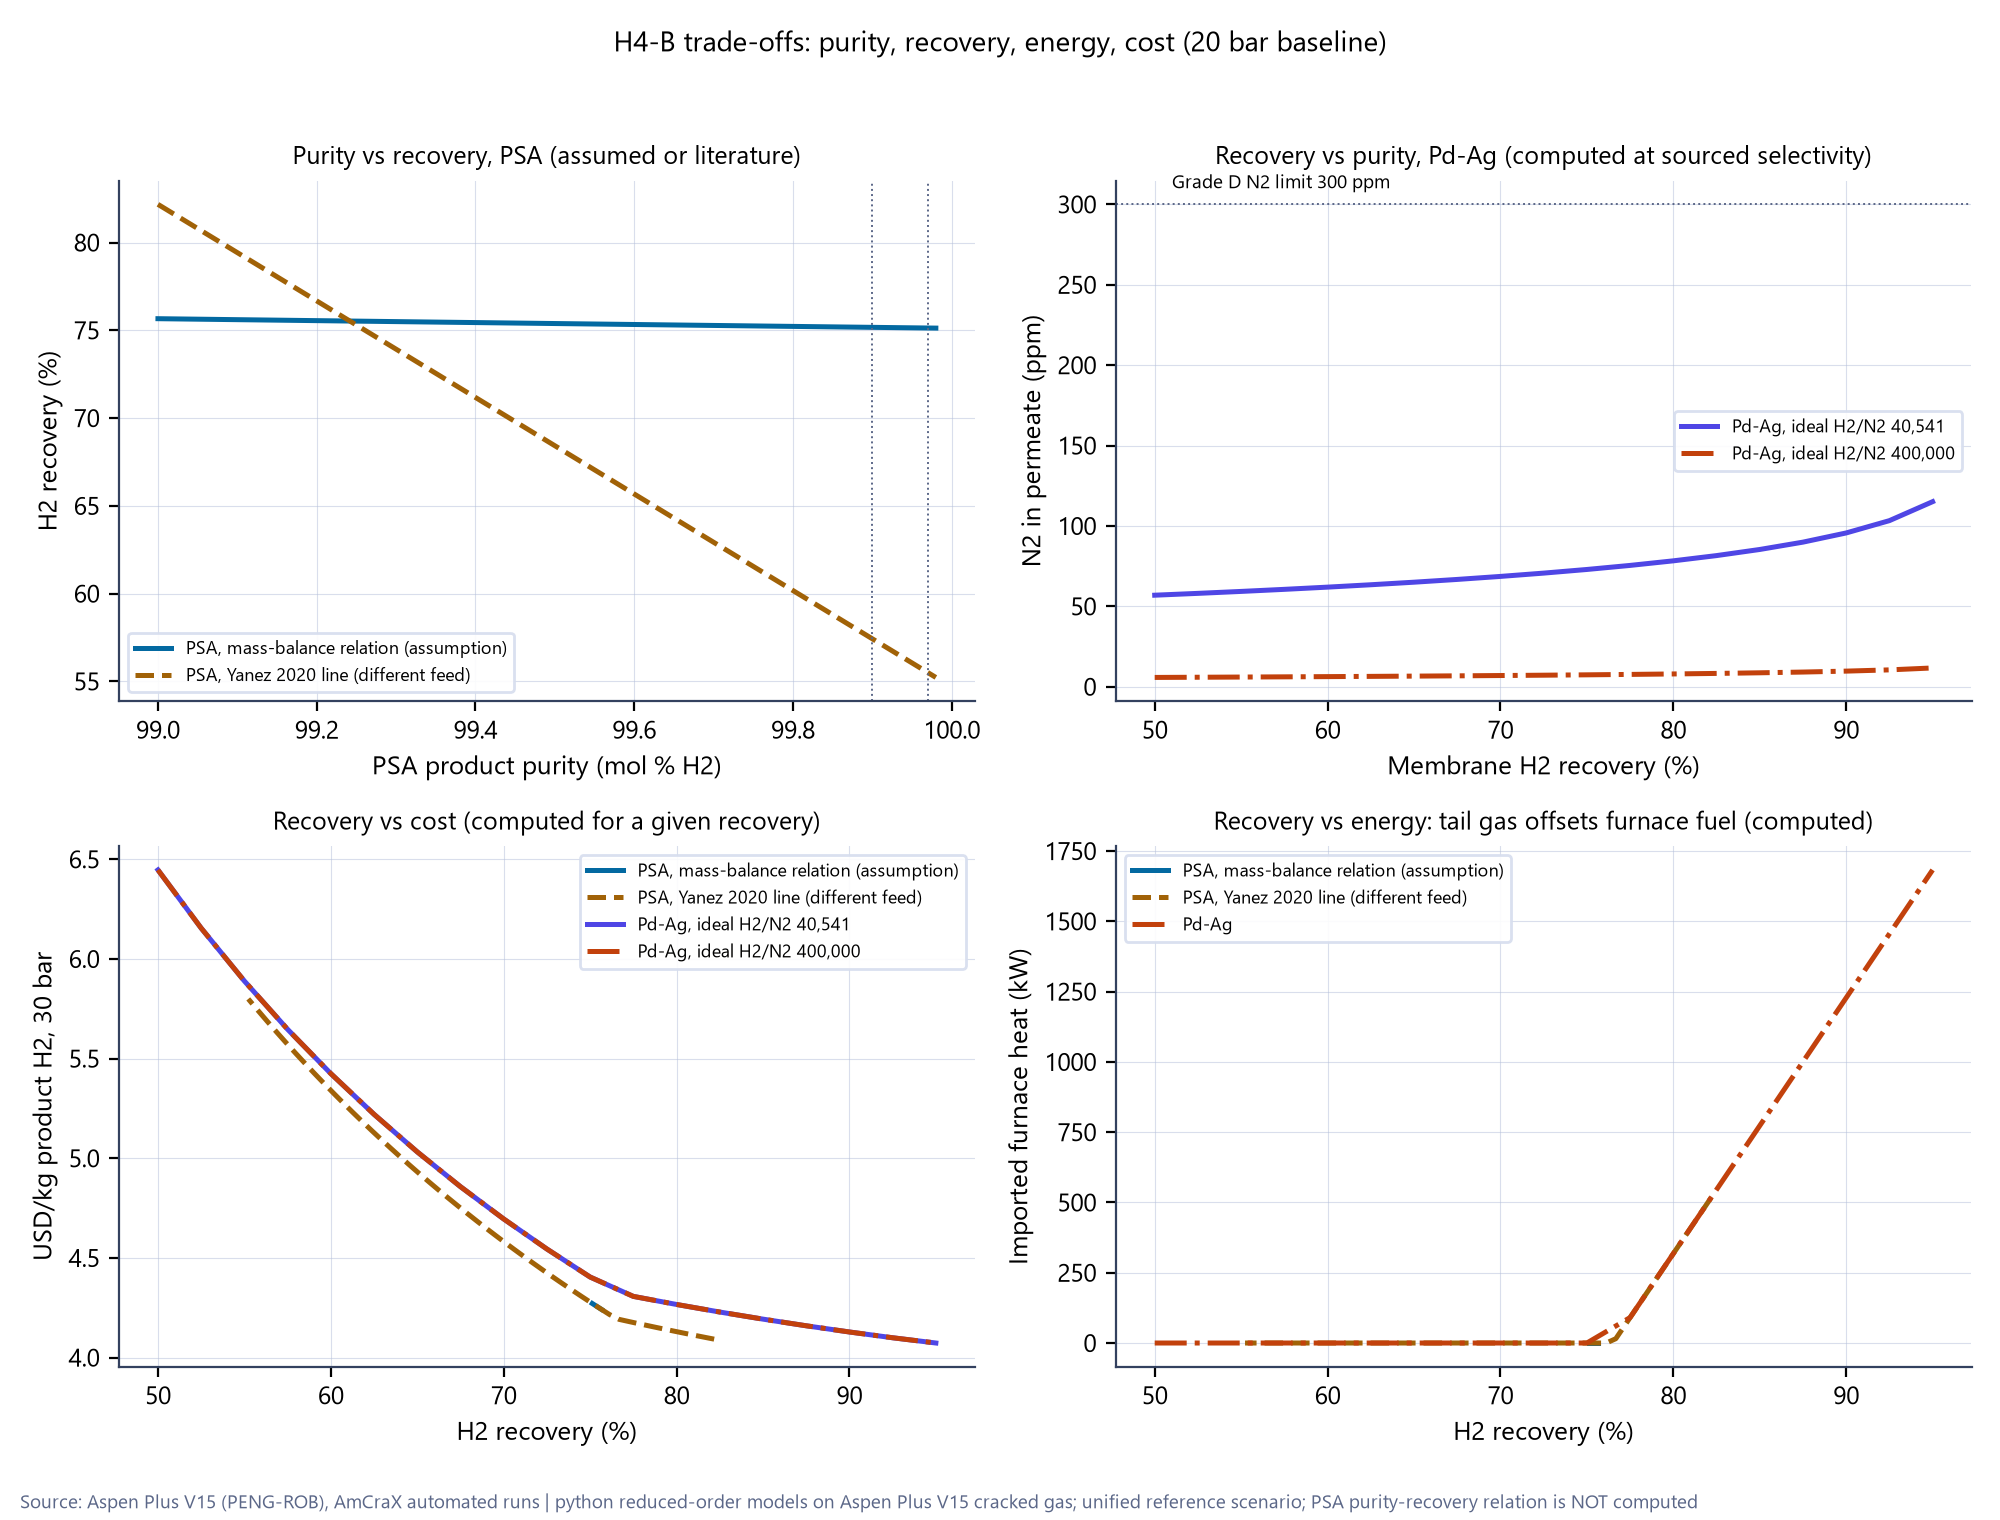 H4-B trade-offs: purity, recovery, energy, cost (20 bar baseline)
Purity vs recovery, PSA (assumed or literature)
H2 recovery (%)
80
75
70
65
60
55
PSA, mass-balance relation (assumption)
PSA, Yanez 2020 line (different feed)
99.0 99.2 99.4 99.6 99.8 100.0
PSA product purity (mol % H2)
Recovery vs purity, Pd-Ag (computed at sourced selectivity)
Grade D N2 limit 300 ppm
N2 in permeate (ppm)
300
250
200
150
100
50
0
Pd-Ag, ideal H2/N2 40,541
Pd-Ag, ideal H2/N2 400,000
50 60 70 80 90
Membrane H2 recovery (%)
Recovery vs cost (computed for a given recovery)
USD/kg product H2, 30 bar
6.5
6.0
5.5
5.0
4.5
4.0
PSA, mass-balance relation (assumption)
PSA, Yanez 2020 line (different feed)
Pd-Ag, ideal H2/N2 40,541
Pd-Ag, ideal H2/N2 400,000
50 60 70 80 90
H2 recovery (%)
Recovery vs energy: tail gas offsets furnace fuel (computed)
Imported furnace heat (kW)
1750
1500
1250
1000
750
500
250
0
PSA, mass-balance relation (assumption)
PSA, Yanez 2020 line (different feed)
Pd-Ag
50 60 70 80 90
H2 recovery (%)
Source: Aspen Plus V15 (PENG-ROB), AmCraX automated runs | python reduced-order models on Aspen Plus V15 cracked gas; unified reference scenario; PSA purity-recovery relation is NOT computed